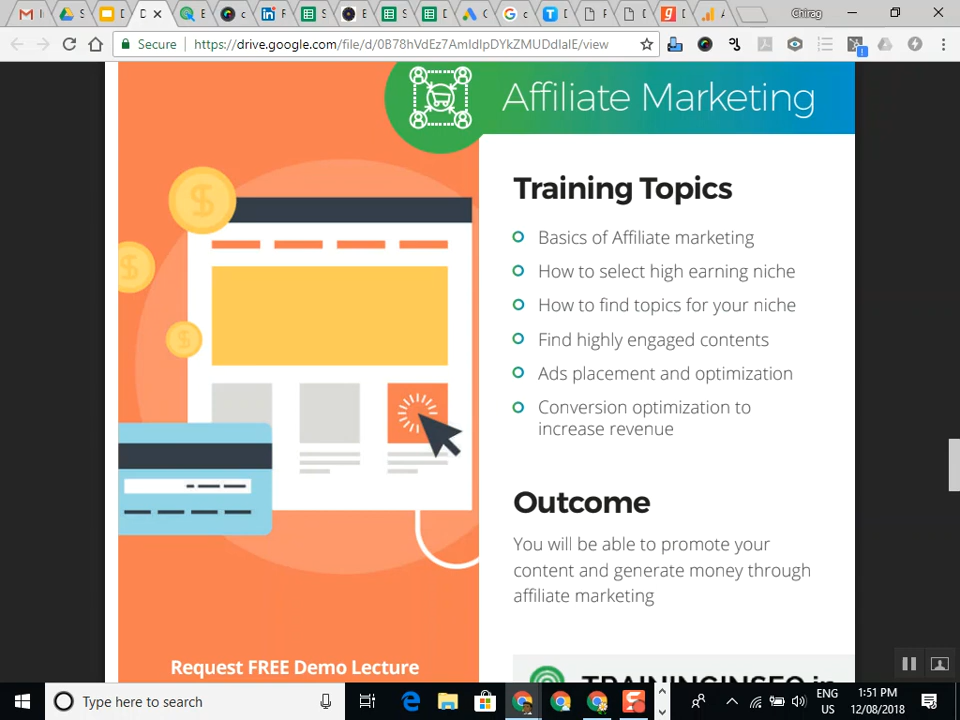 Chirag
Secure
https://drive.google.com/file/d/0B78hVdEz7AmIdlpDYkZMUDdlalE/view
Affiliate Marketing
Training Topics
Basics of Affiliate marketing
How to select high earning niche
How to find topics for your niche
Find highly engaged contents
Ads placement and optimization
Conversion optimization to
increase revenue
Outcome
You will be able to promote your
content and generate money through
affiliate marketing
Request FREE Demo Lecture
TRAININGINSEO.in
Type here to search
ENG
US
1:51 PM
12/08/2018